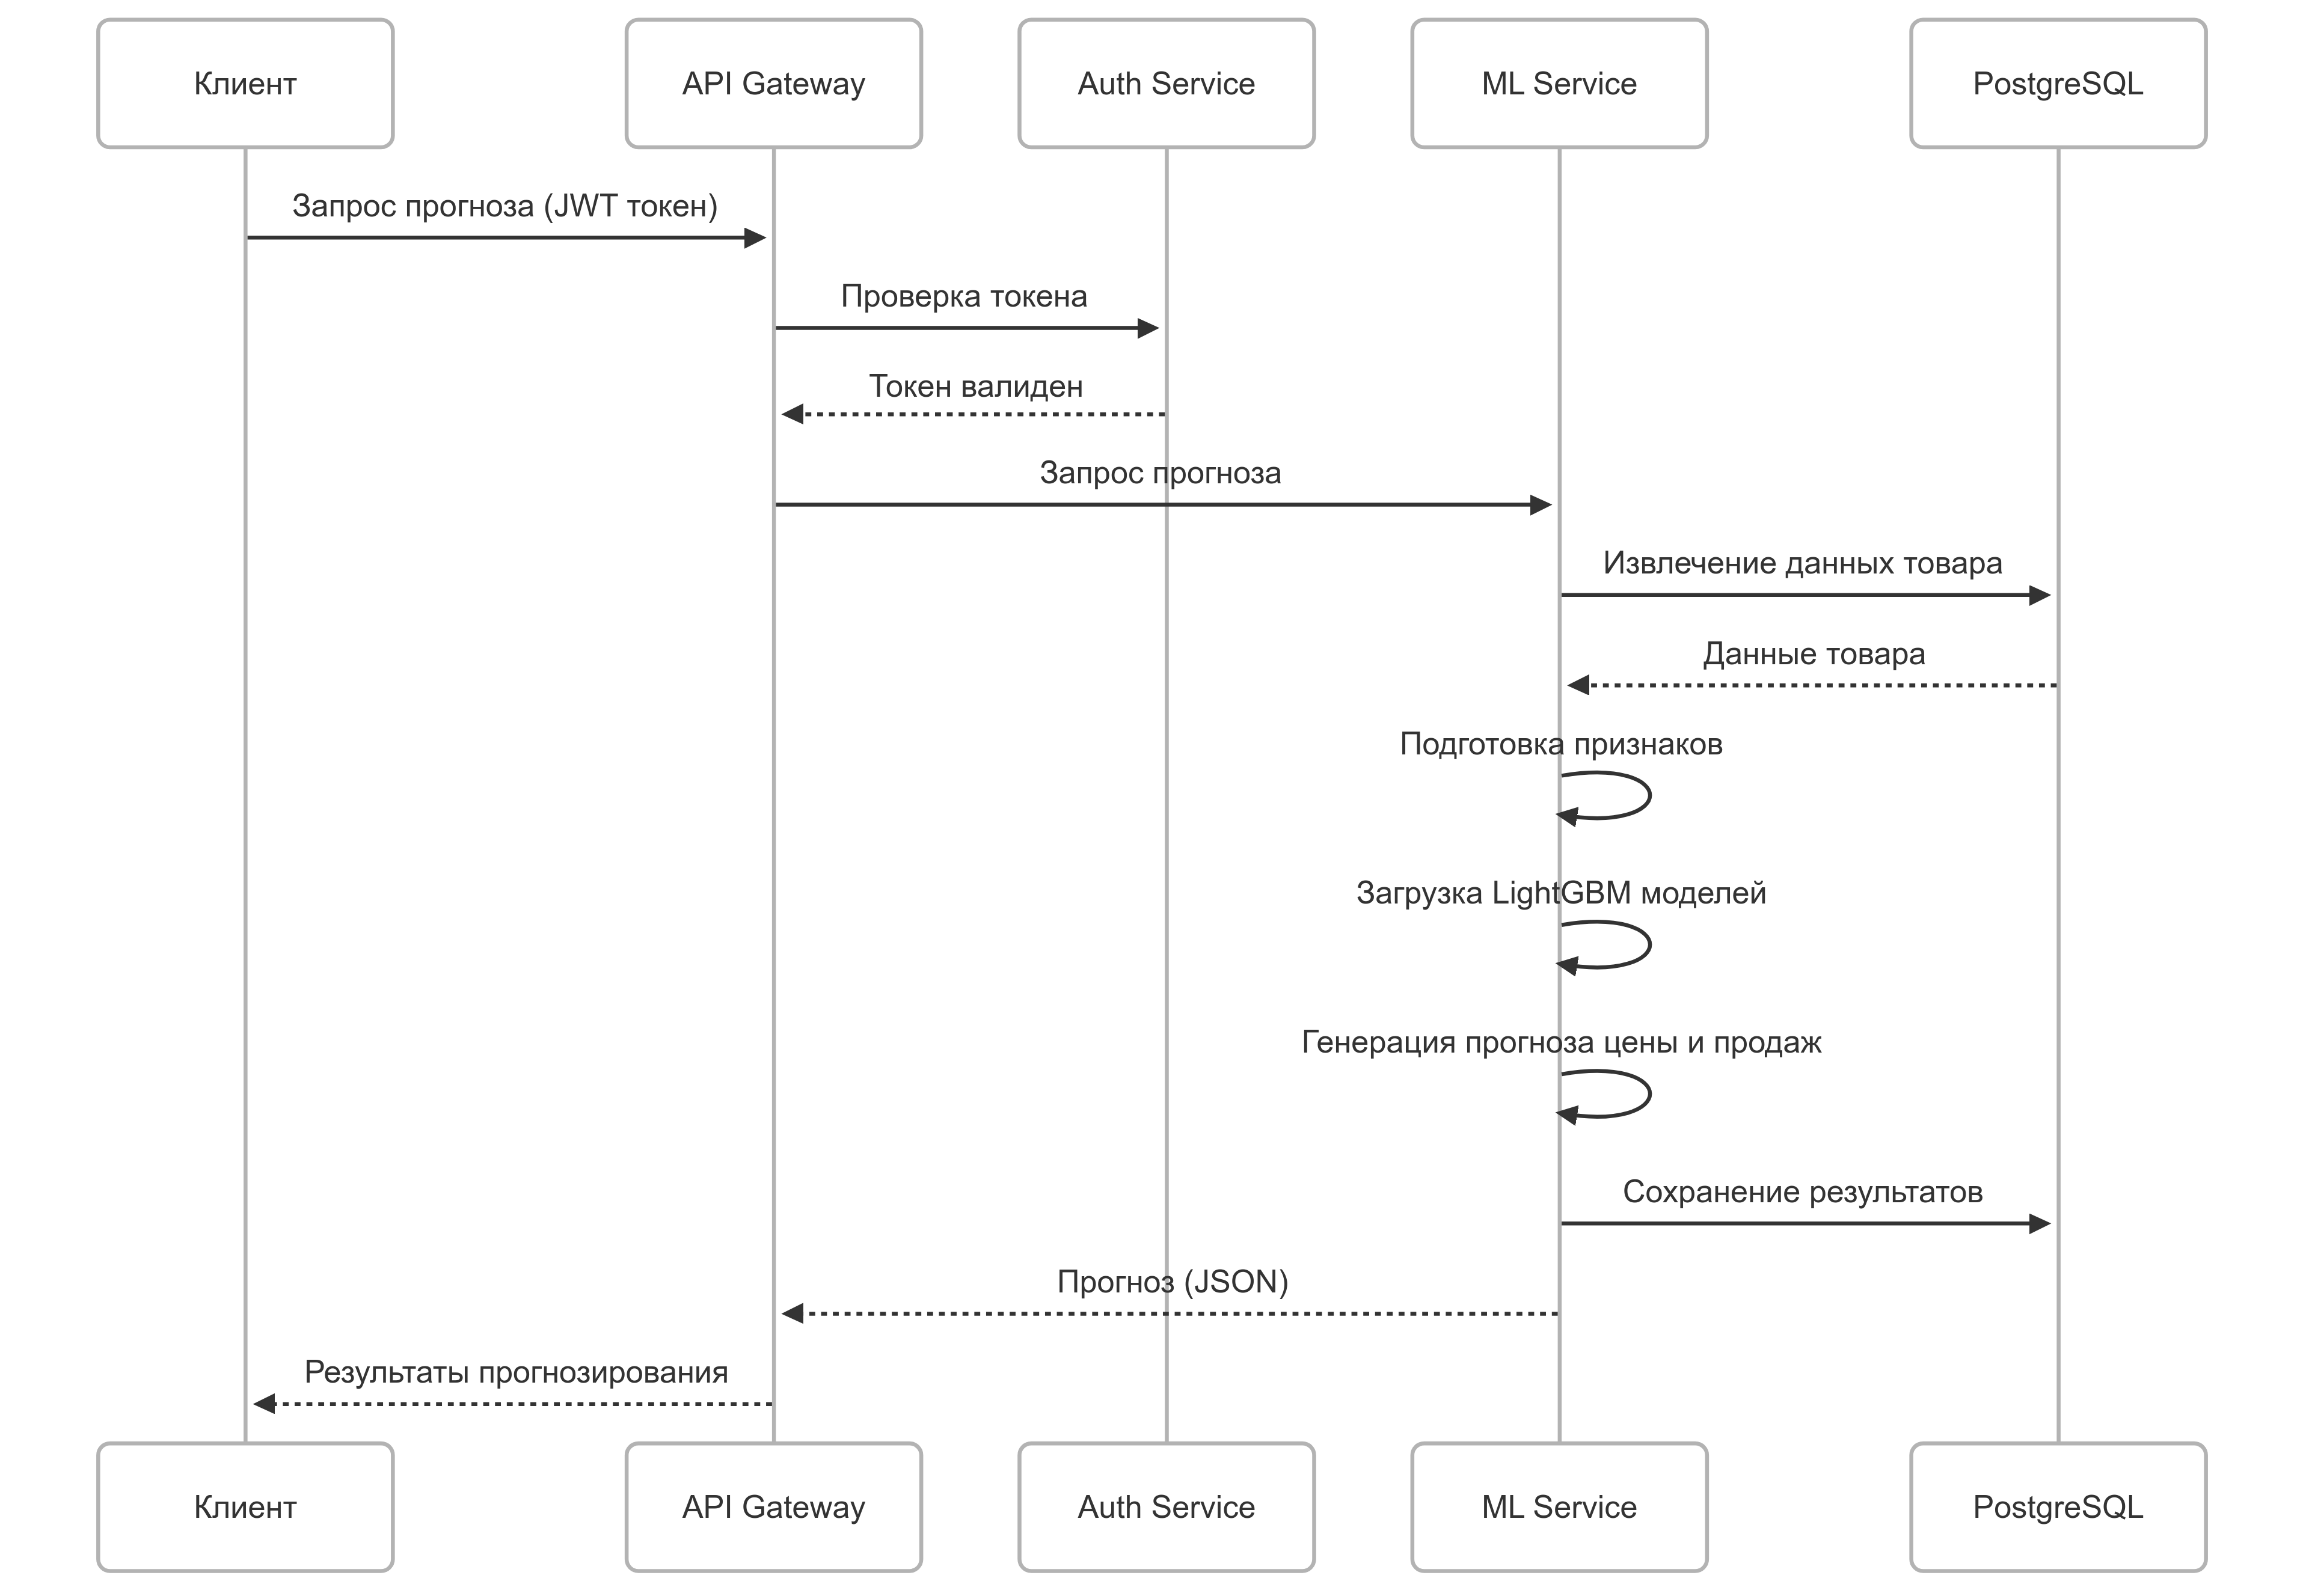 Клиент
API Gateway
Auth Service
ML Service
PostgreSQL
Запрос прогноза (JWT токен)
Проверка токена
Токен валиден
Запрос прогноза
Извлечение данных товара
Данные товара
Подготовка признаков
Загрузка LightGBM моделей
Генерация прогноза цены и продаж
Сохранение результатов
Прогноз (JSON)
Результаты прогнозирования
Клиент
API Gateway
Auth Service
ML Service
PostgreSQL